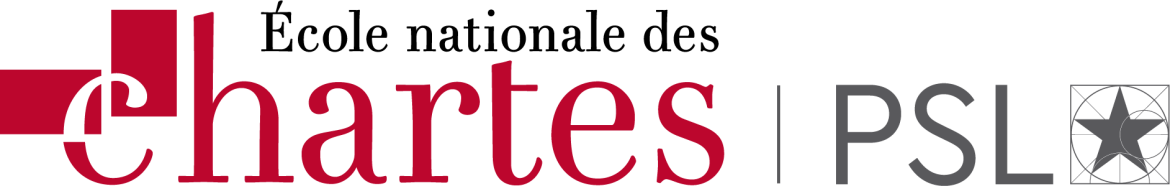 École nationale des
chartes
PSL